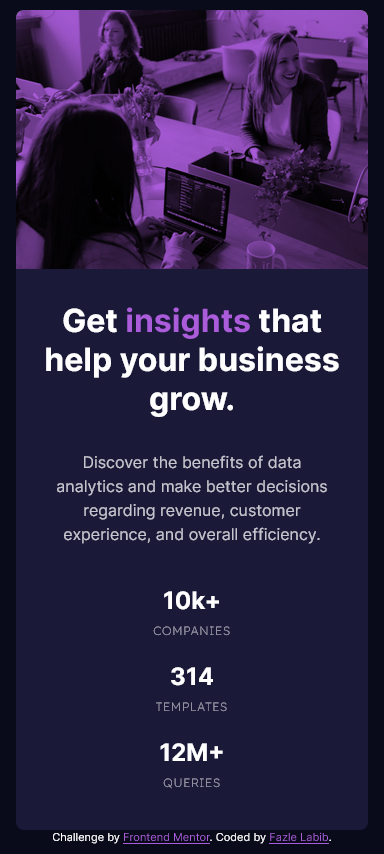 Get insights that
help your business
grow.
Discover the benefits of data
analytics and make better decisions
regarding revenue, customer
experience, and overall efficiency.
10k+
COMPANIES
314
TEMPLATES
12M+
QUERIES
Challenge by Frontend Mentor. Coded by Fazle Labib.